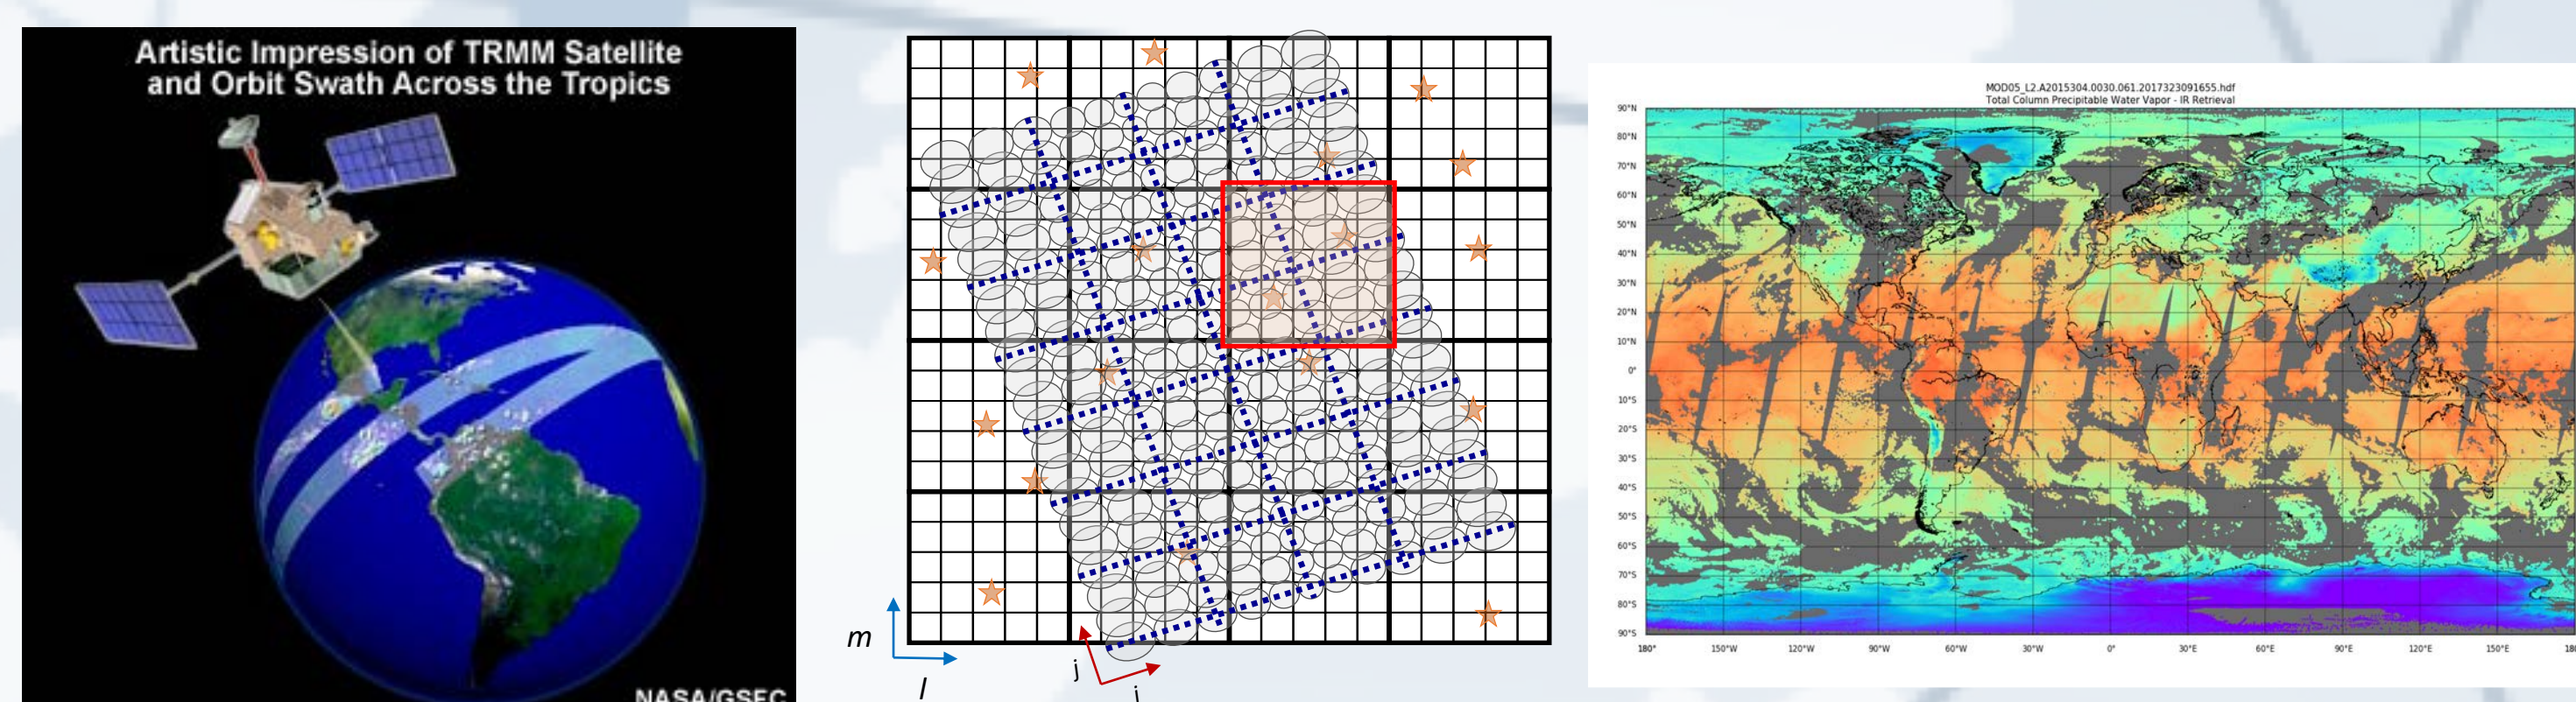 Artistic Impression of TRMM Satellite
and Orbit Swath Across the Tropics
NASA/GSFC
m
l
j
i
MOD05_L2.A2015304.0030.061.2017323091655.hdf
Total Column Precipitable Water Vapor - IR Retrieval
90°N
80°N
70°N
60°N
50°N
40°N
30°N
20°N
10°N
0°
10°S
20°S
30°S
40°S
50°S
60°S
70°S
80°S
90°S
180° 150°W 120°W 90°W 60°W 30°W 0° 30°E 60°E 90°E 120°E 150°E 180